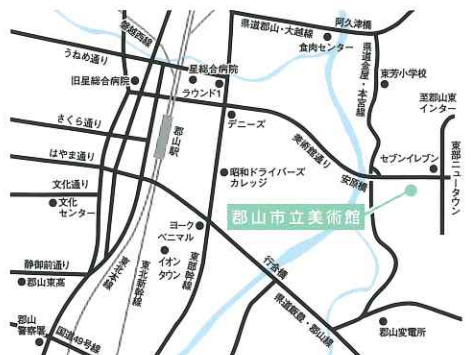 磐越西線
県道郡山・大越線
阿久津橋
食肉センター
うねめ通り
星総合病院
旧星総合病院
ラウンド1
県道金屋・本宮線
東芳小学校
至郡山東
インター
デニーズ
さくら通り
郡山駅
美術館通り
はやま通り
セブンイレブン
東部ニュータウン
昭和ドライバーズ
カレッジ
安原橋
文化通り
文化
センター
郡山市立美術館
ヨーク
ベニマル
イオン
タウン
静御前通り
東北本線
東北新幹線
東部幹線
行合橋
郡山東高
県道飯豊・郡山線
郡山
警察署
国道49号線
郡山変電所